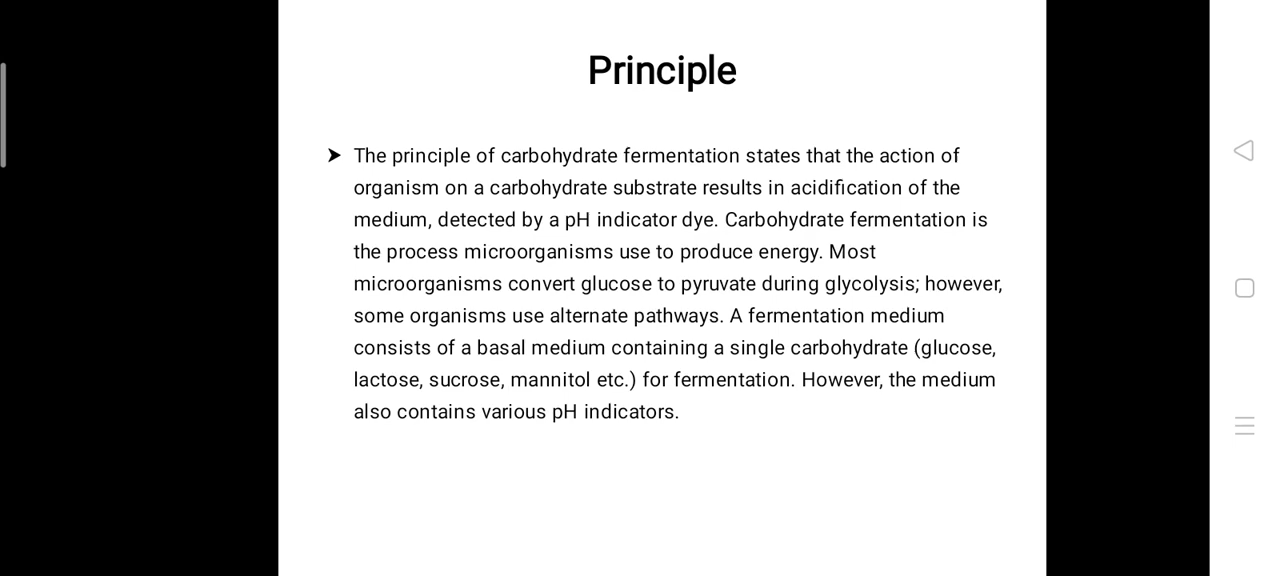 Principle
➤ The principle of carbohydrate fermentation states that the action of
organism on a carbohydrate substrate results in acidification of the
medium, detected by a pH indicator dye. Carbohydrate fermentation is
the process microorganisms use to produce energy. Most
microorganisms convert glucose to pyruvate during glycolysis; however,
some organisms use alternate pathways. A fermentation medium
consists of a basal medium containing a single carbohydrate (glucose,
lactose, sucrose, mannitol etc.) for fermentation. However, the medium
also contains various pH indicators.